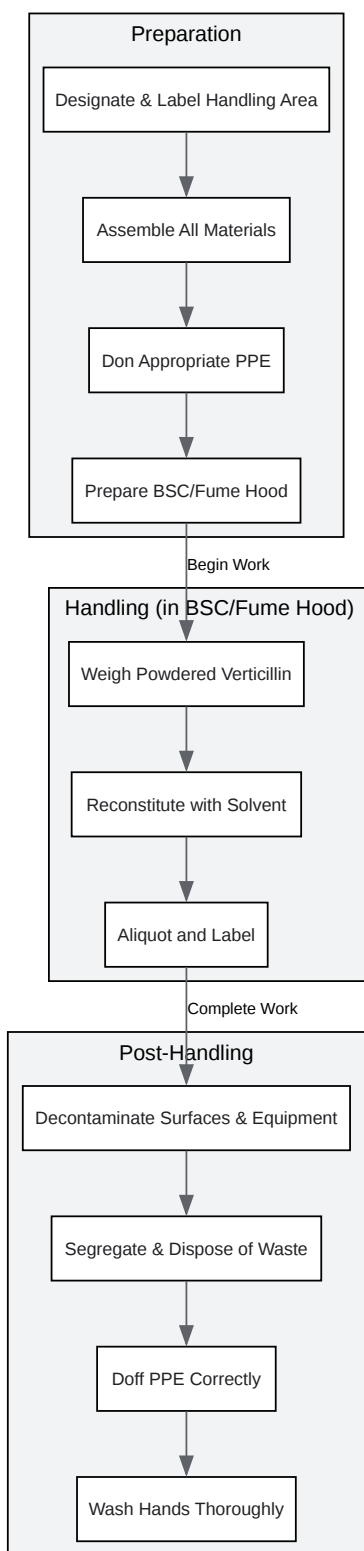 Preparation
Designate & Label Handling Area
Assemble All Materials
Don Appropriate PPE
Prepare BSC/Fume Hood
Begin Work
Handling (in BSC/Fume Hood)
Weigh Powdered Verticillin
Reconstitute with Solvent
Aliquot and Label
Complete Work
Post-Handling
Decontaminate Surfaces & Equipment
Segregate & Dispose of Waste
Doff PPE Correctly
Wash Hands Thoroughly